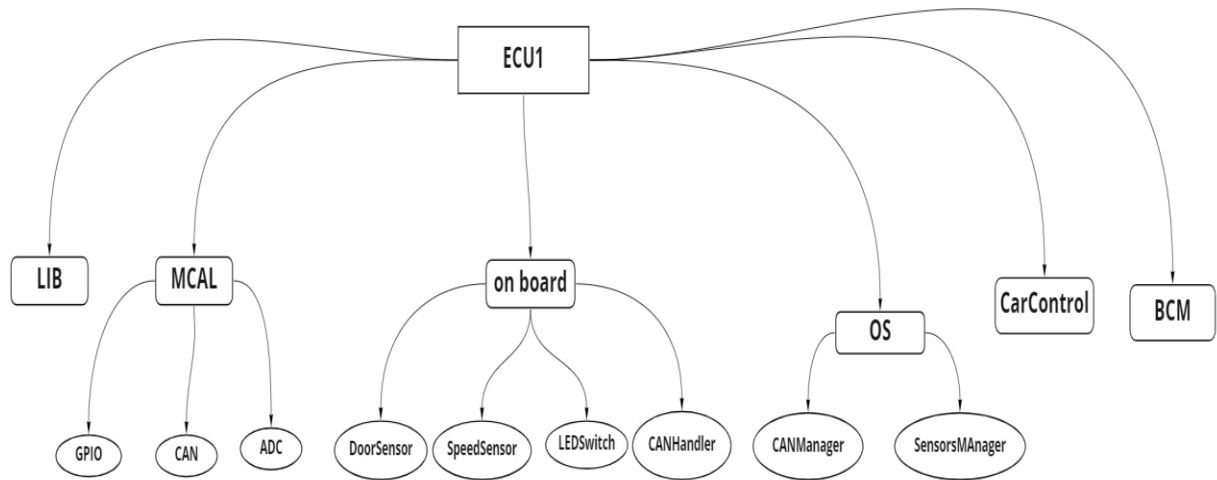 ECU1
LIB
MCAL
on board
OS
CarControl
BCM
GPIO
CAN
ADC
DoorSensor
SpeedSensor
LEDSwitch
CANHandler
CANManager
SensorsMAnager